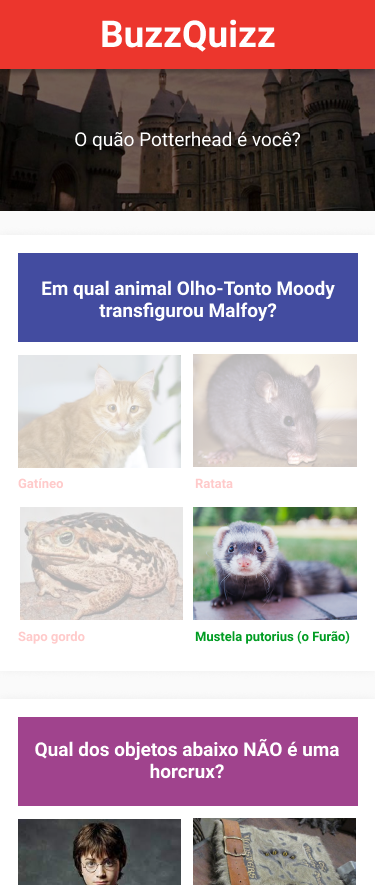 BuzzQuizz
O quão Potterhead é você?
Em qual animal Olho-Tonto Moody
transfigurou Malfoy?
Gatíneo
Ratata
Sapo gordo
Mustela putorius (o Furão)
Qual dos objetos abaixo NÃO é uma
horcrux?